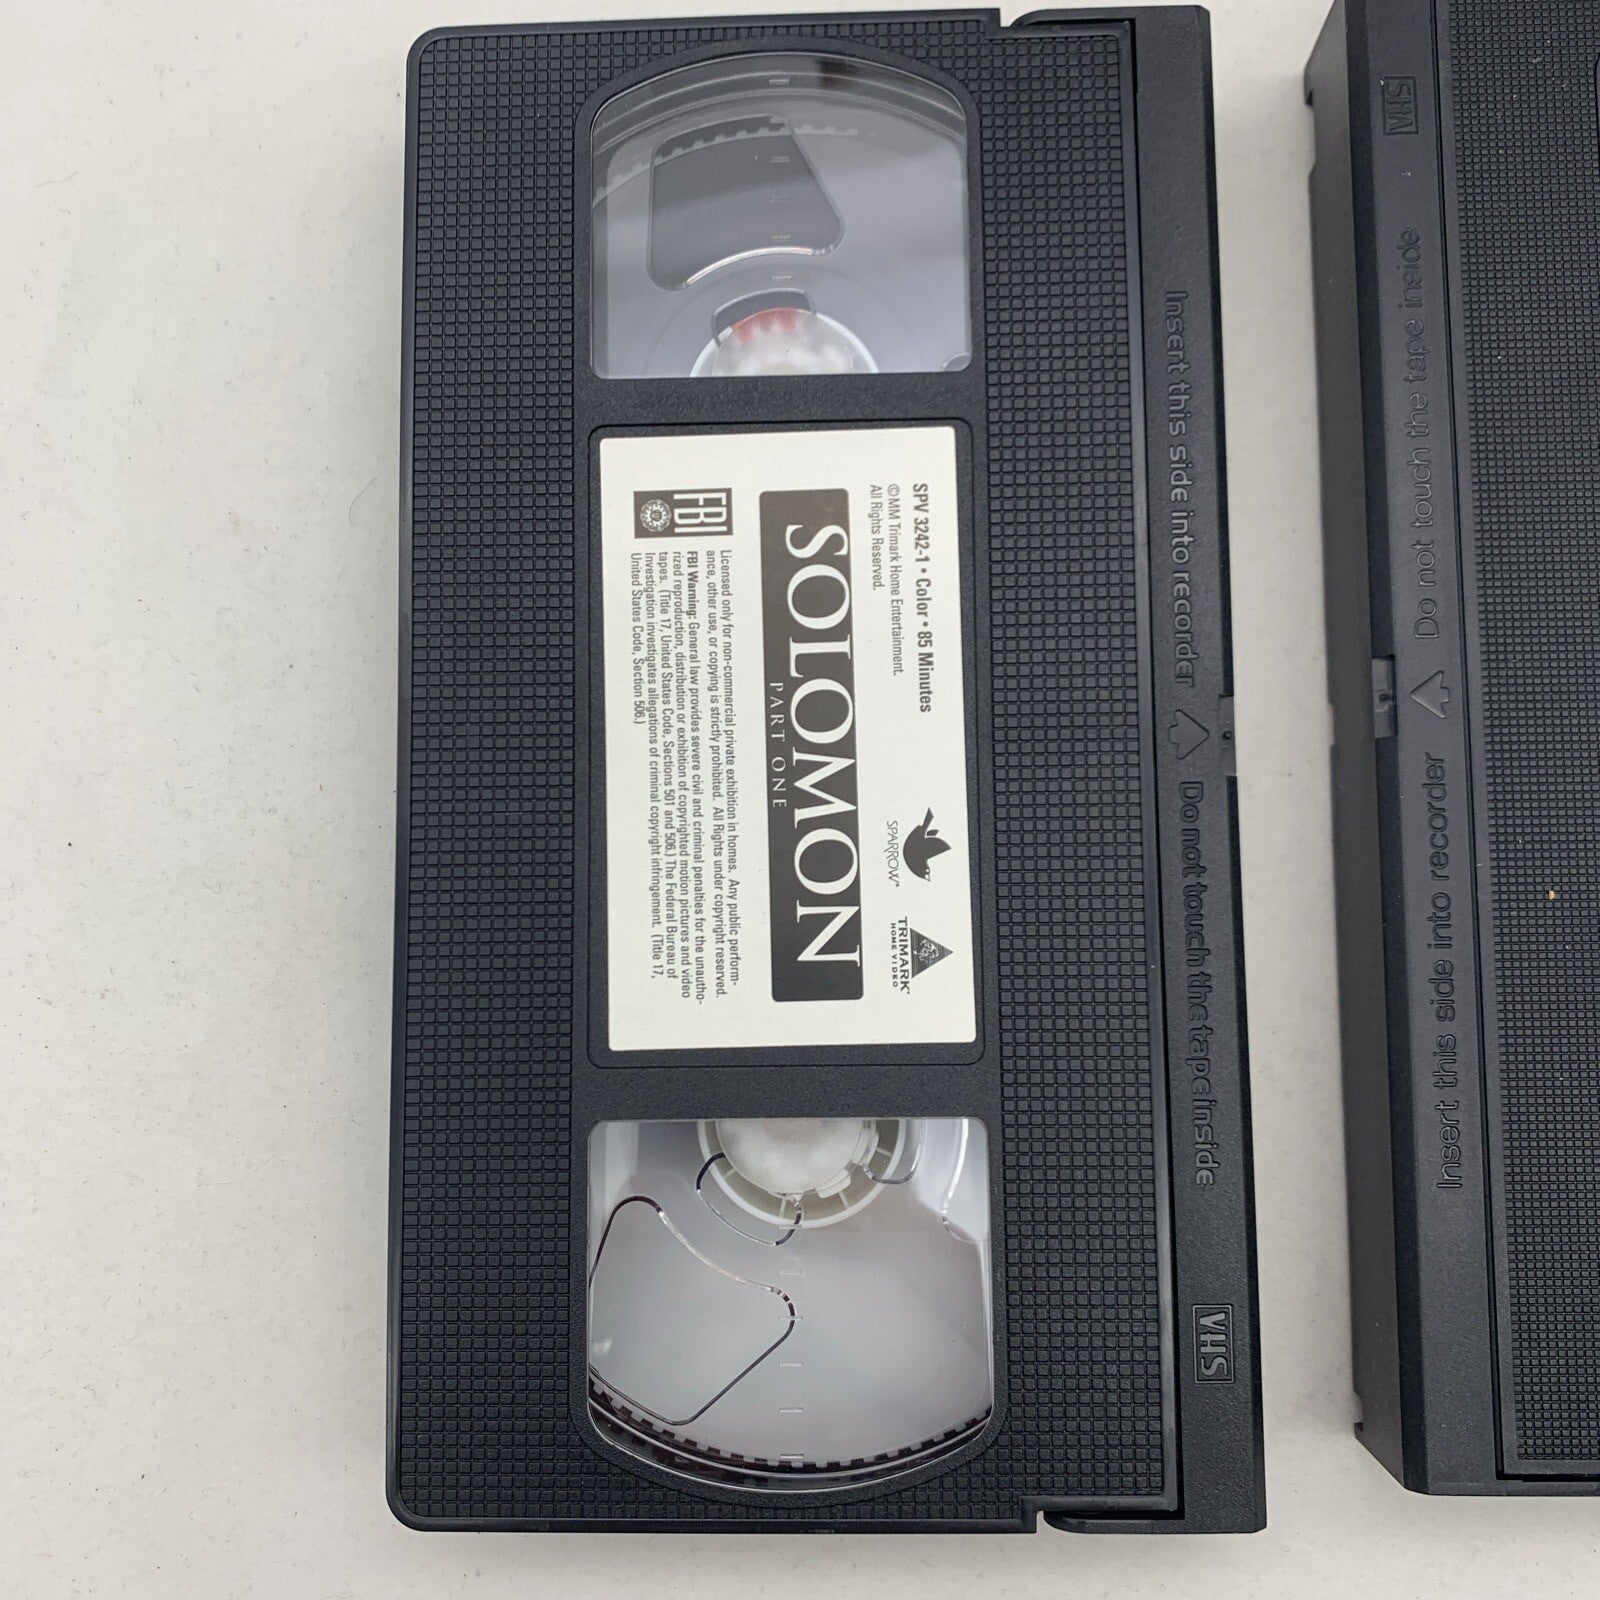 SPV 3242-1 • Color • 85 Minutes
©MM Trimark Home Entertainment.
All Rights Reserved.
SPARROW™
TRIMARK
HOME VIDEO
SOLOMON
PART ONE
FBI
Licensed only for non-commercial private exhibition in homes. Any public perform-
ance, other use, or copying is strictly prohibited. All Rights under copyright reserved.
FBI Warning: General law provides severe civil and criminal penalties for the unautho-
rized reproduction, distribution or exhibition of copyrighted motion pictures and video
tapes. (Title 17, United States Code, Sections 501 and 506.) The Federal Bureau of
Investigation investigates allegations of criminal copyright infringement. (Title 17,
United States Code, Section 506.)
Insert this side into recorder Do not touch the tape inside
VHS
Insert this side into recorder Do not touch the tape inside
VHS